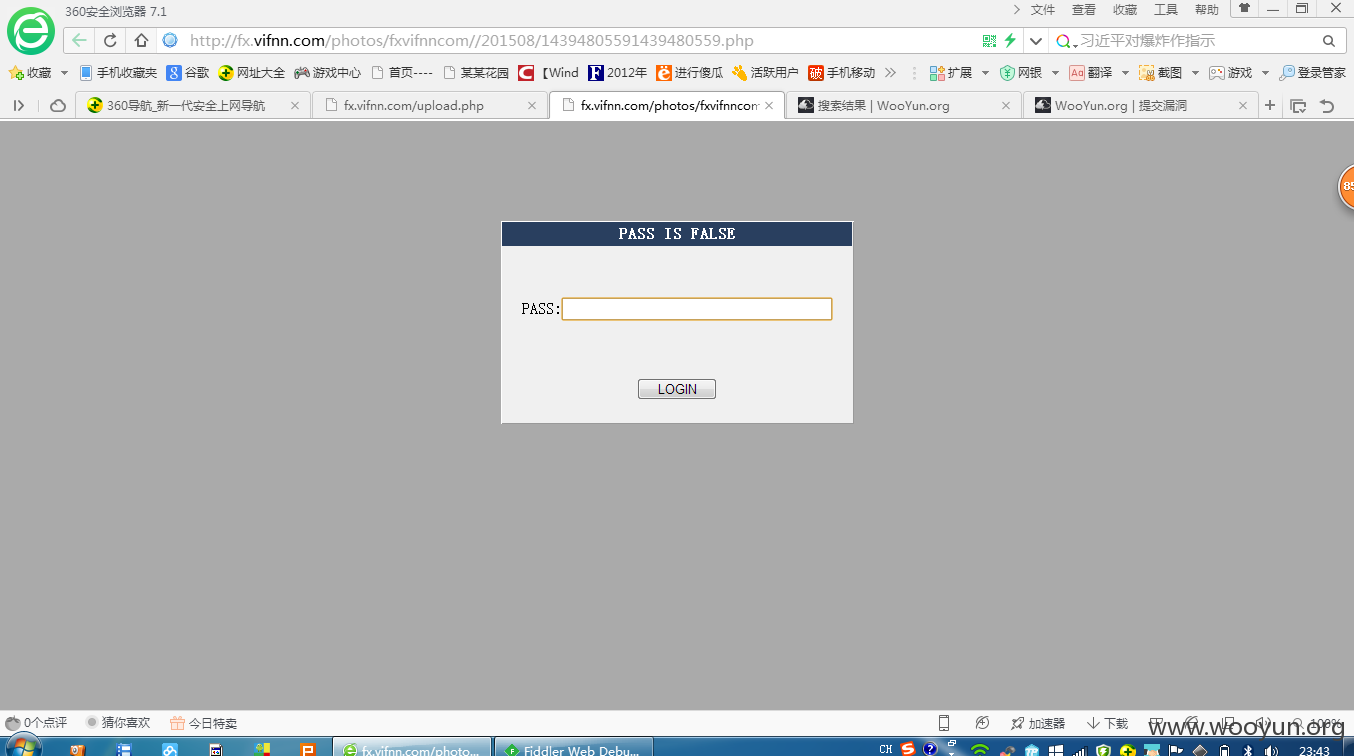 360安全浏览器 7.1
文件 查看 收藏 工具 帮助
http://fx.vifnn.com/photos/fxvifnncom//201508/14394805591439480559.php
习近平对爆炸作指示
收藏 手机收藏夹 谷歌 网址大全 游戏中心 首页---- 某某花园 【Wind 2012年 进行傻瓜 活跃用户 手机移动 扩展 网银 翻译 截图 游戏 登录管家
360导航_新一代安全上网导航 fx.vifnn.com/upload.php fx.vifnn.com/photos/fxvifnncom 搜索结果 | WooYun.org WooYun.org | 提交漏洞
85
PASS IS FALSE
PASS:
LOGIN
0个点评 猜你喜欢 今日特卖
加速器 下载 100%
www.wooyun.org
fx.vifnn.com/photo... Fiddler Web Debu...
CH 23:43